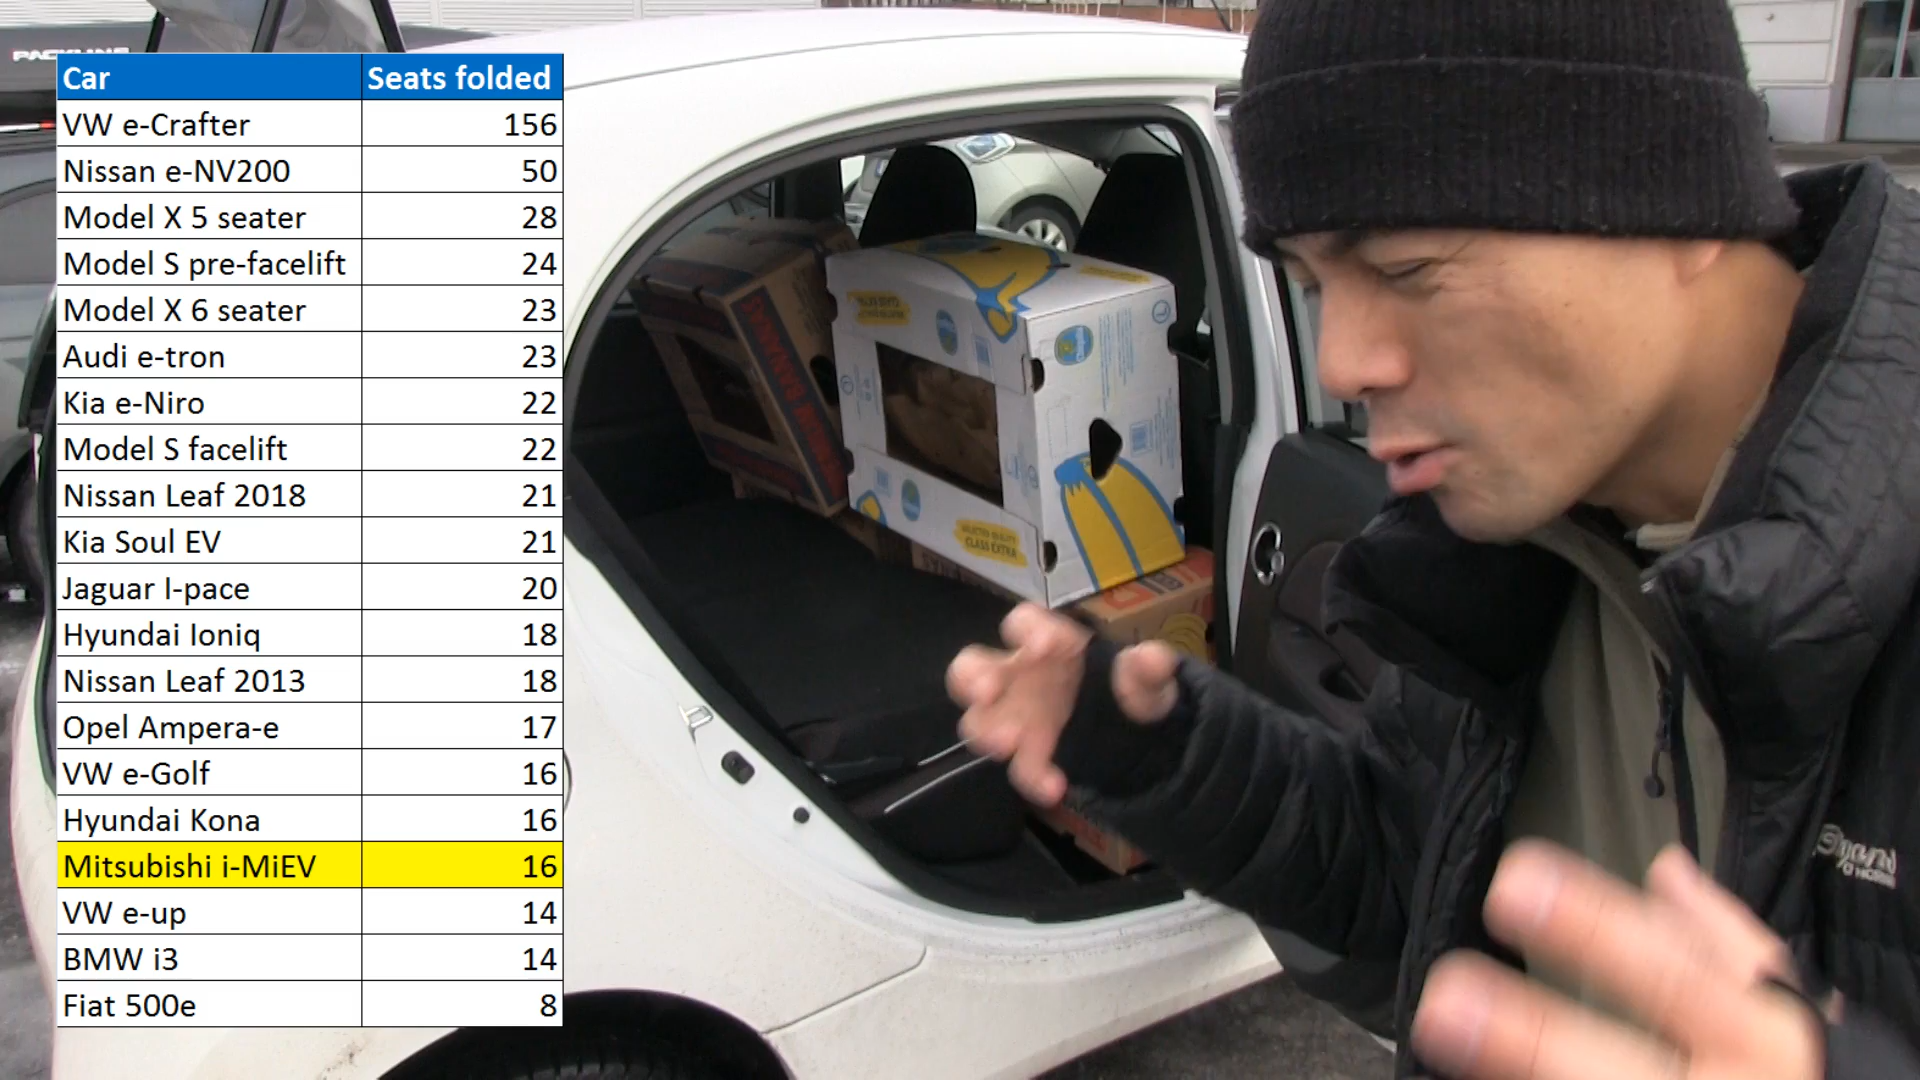 PACKLINE
Car Seats folded
VW e-Crafter 156
Nissan e-NV200 50
Model X 5 seater 28
Model S pre-facelift 24
Model X 6 seater 23
Audi e-tron 23
Kia e-Niro 22
Model S facelift 22
Nissan Leaf 2018 21
Kia Soul EV 21
Jaguar I-pace 20
Hyundai Ioniq 18
Nissan Leaf 2013 18
Opel Ampera-e 17
VW e-Golf 16
Hyundai Kona 16
Mitsubishi i-MiEV 16
VW e-up 14
BMW i3 14
Fiat 500e 8
CLASS EXTRA